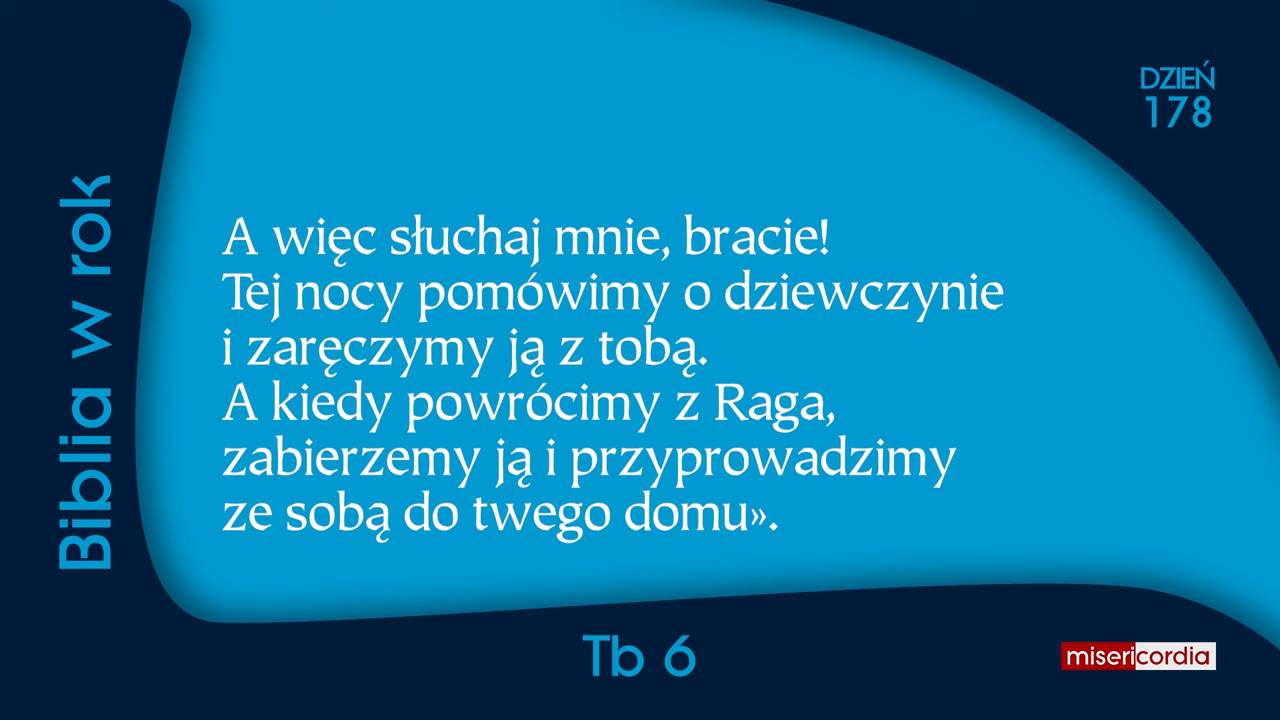 DZIEŃ
178
Biblia w rok
A więc słuchaj mnie, bracie!
Tej nocy pomówimy o dziewczynie
i zaręczymy ją z tobą.
A kiedy powrócimy z Raga,
zabierzemy ją i przyprowadzimy
ze sobą do twego domu».
Tb 6
misericordia